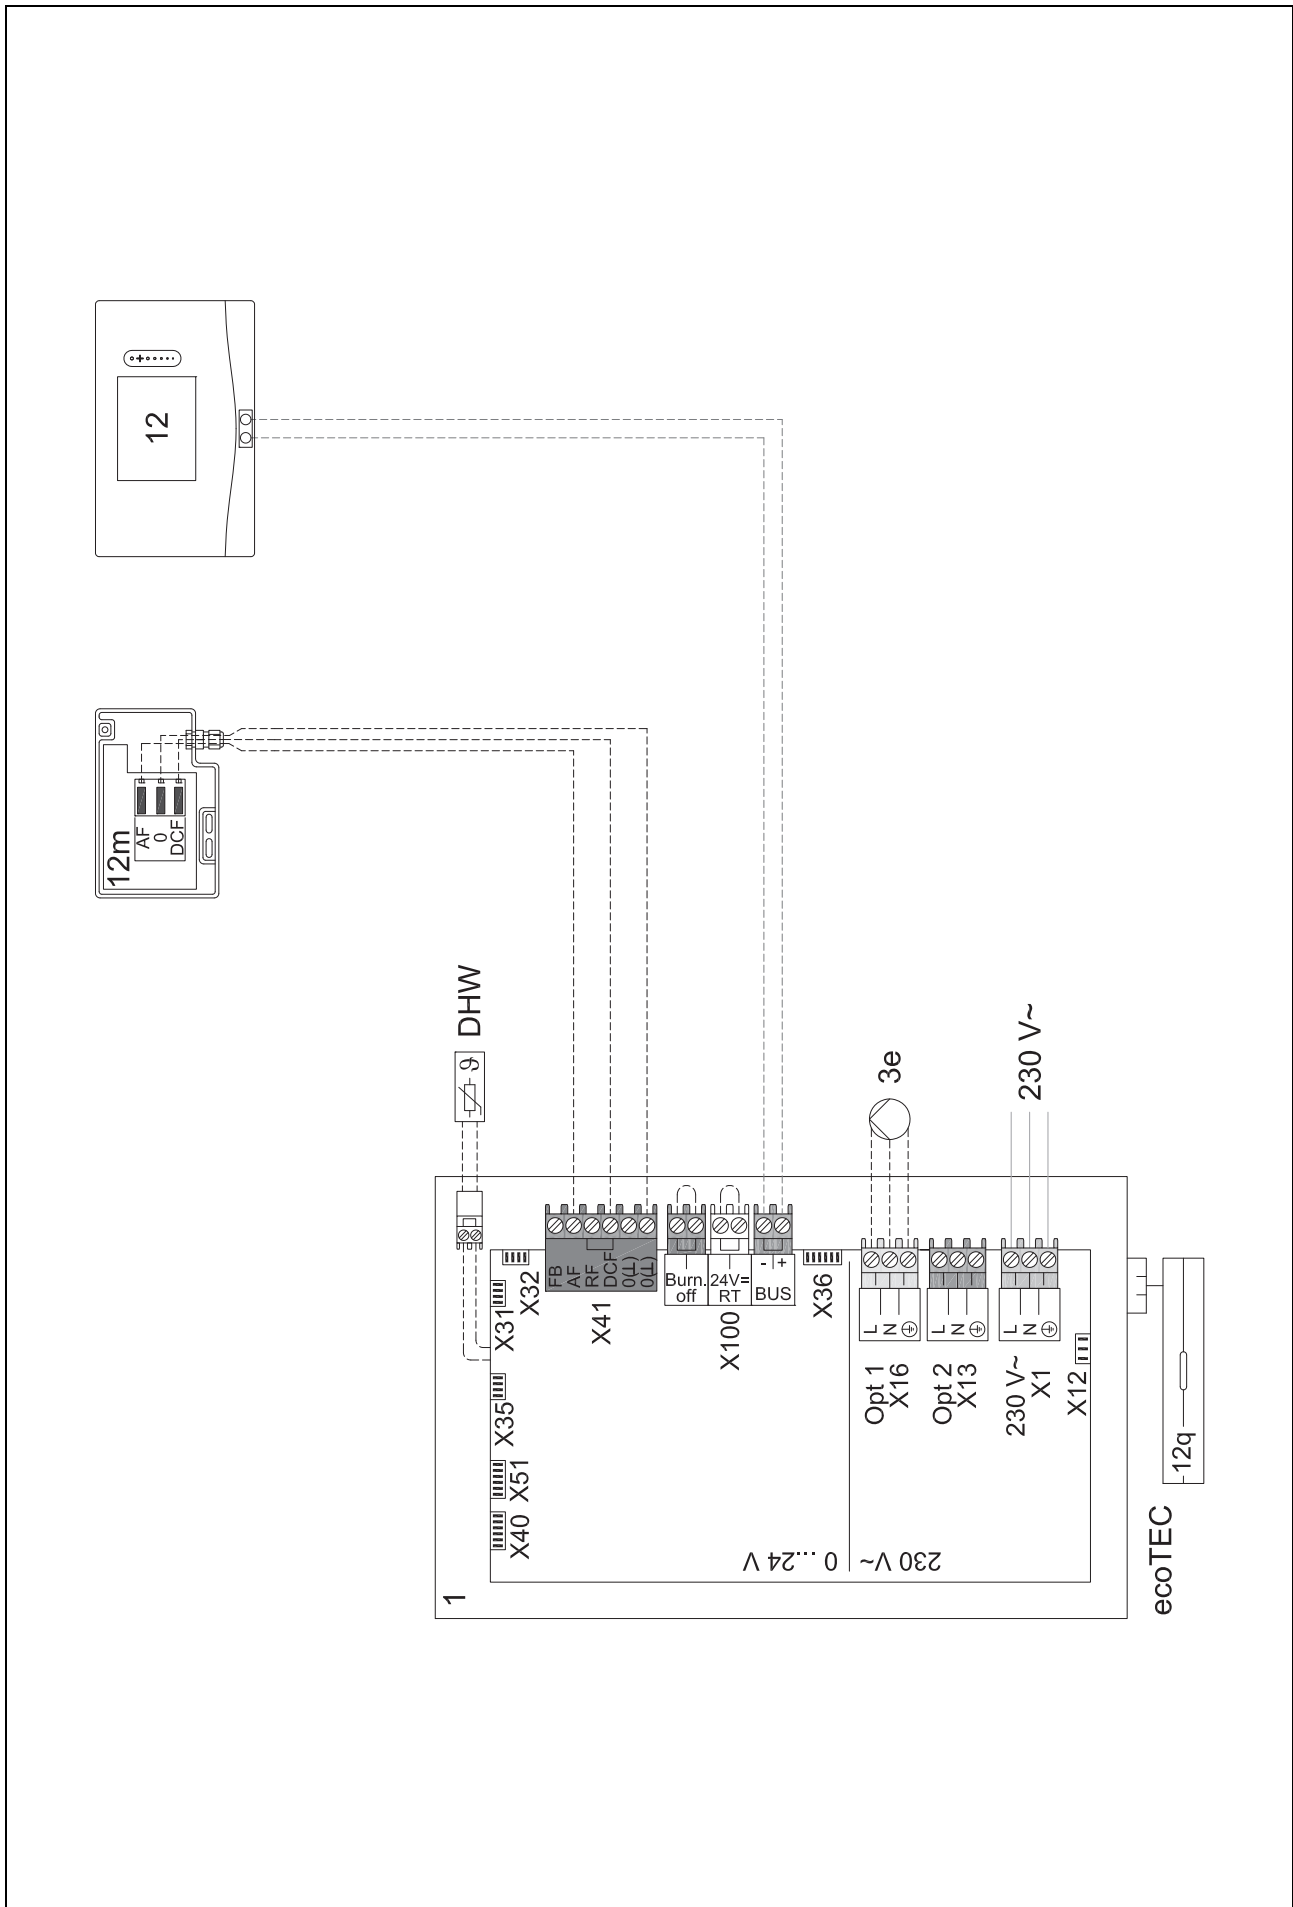 12
12m
AF
0
DCF
DHW
ϑ
3e
230 V~
X32
X31
X35
X51
X40
FB
AF
RF
DCF
0(⊥)
0(⊥)
X41
Burn.
off
24V=
RT
X100
- +
BUS
X36
L
N
Opt 1
X16
L
N
Opt 2
X13
L
N
230 V~
X1
X12
0 ...24 V
230 V~
1
12q
ecoTEC